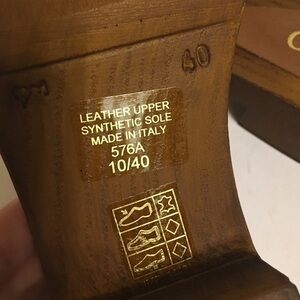 40
LEATHER UPPER
SYNTHETIC SOLE
MADE IN ITALY
576A
10/40